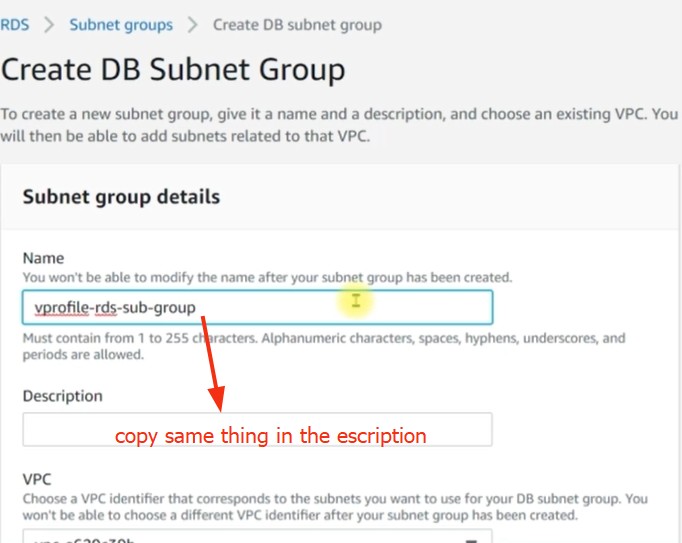 RDS > Subnet groups > Create DB subnet group
Create DB Subnet Group
To create a new subnet group, give it a name and a description, and choose an existing VPC. You
will then be able to add subnets related to that VPC.
Subnet group details
Name
You won't be able to modify the name after your subnet group has been created.
vprofile-rds-sub-group
Must contain from 1 to 255 characters. Alphanumeric characters, spaces, hyphens, underscores, and
periods are allowed.
Description
copy same thing in the escription
VPC
Choose a VPC identifier that corresponds to the subnets you want to use for your DB subnet group. You
won't be able to choose a different VPC identifier after your subnet group has been created.